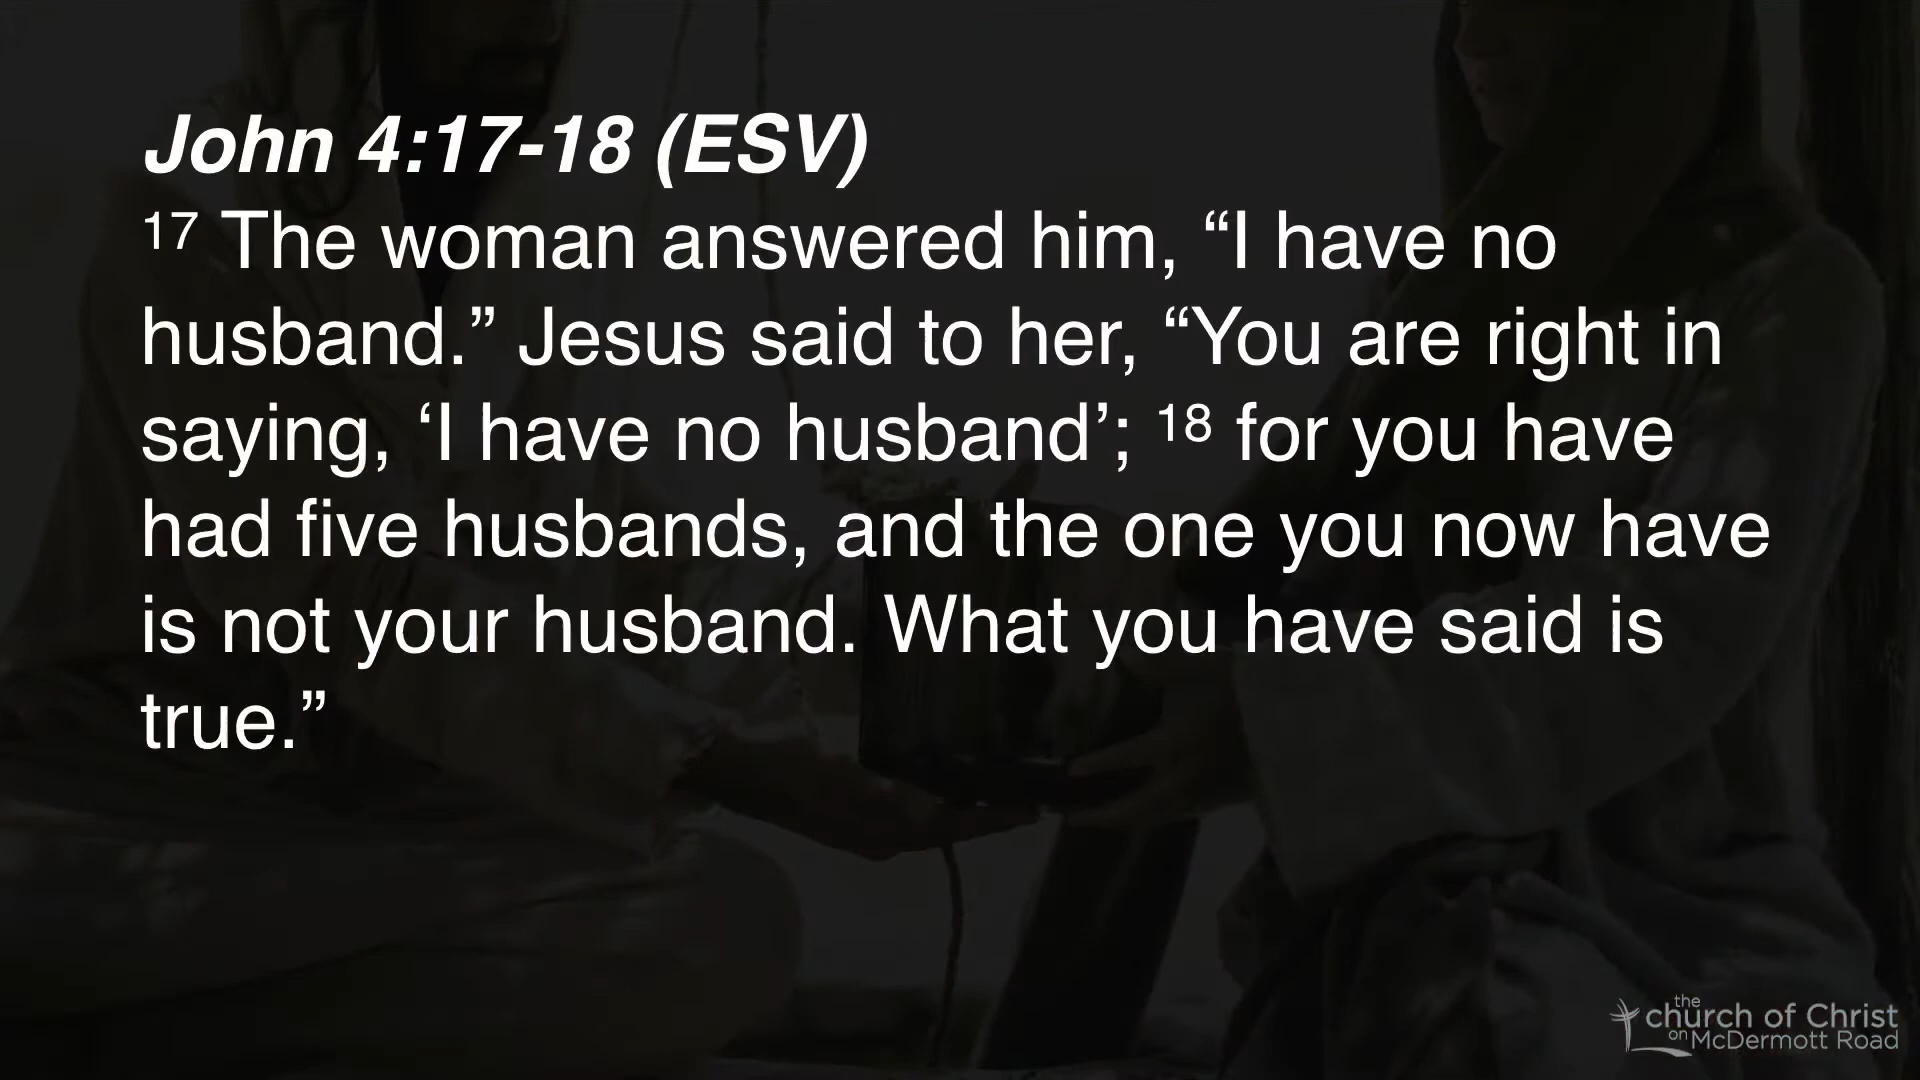 John 4:17-18 (ESV)
17 The woman answered him, “I have no
husband.” Jesus said to her, “You are right in
saying, ‘I have no husband’; 18 for you have
had five husbands, and the one you now have
is not your husband. What you have said is
true.”
the
church of Christ
on McDermott Road